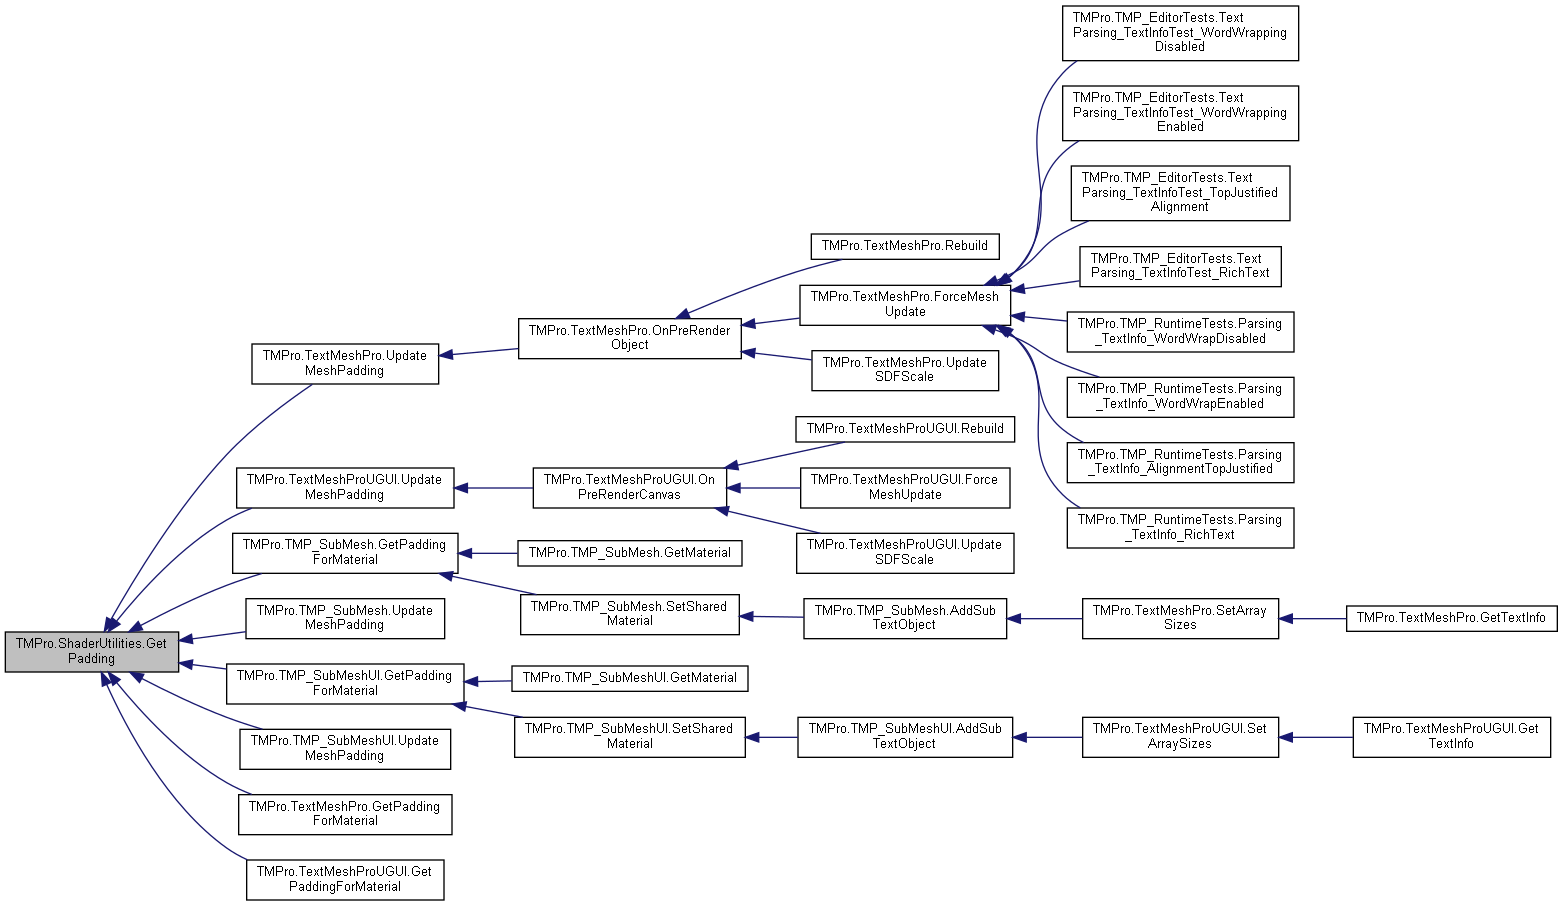 TMPro.TMP_EditorTests.Text
Parsing_TextInfoTest_WordWrapping
Disabled
TMPro.TMP_EditorTests.Text
Parsing_TextInfoTest_WordWrapping
Enabled
TMPro.TMP_EditorTests.Text
Parsing_TextInfoTest_TopJustified
Alignment
TMPro.TextMeshPro.Rebuild
TMPro.TMP_EditorTests.Text
Parsing_TextInfoTest_RichText
TMPro.TextMeshPro.ForceMesh
Update
TMPro.TMP_RuntimeTests.Parsing
_TextInfo_WordWrapDisabled
TMPro.TextMeshPro.OnPreRender
Object
TMPro.TextMeshPro.Update
MeshPadding
TMPro.TextMeshPro.Update
SDFScale
TMPro.TMP_RuntimeTests.Parsing
_TextInfo_WordWrapEnabled
TMPro.TextMeshProUGUI.Rebuild
TMPro.TMP_RuntimeTests.Parsing
_TextInfo_AlignmentTopJustified
TMPro.TextMeshProUGUI.Update
MeshPadding
TMPro.TextMeshProUGUI.On
PreRenderCanvas
TMPro.TextMeshProUGUI.Force
MeshUpdate
TMPro.TMP_RuntimeTests.Parsing
_TextInfo_RichText
TMPro.TMP_SubMesh.GetPadding
ForMaterial
TMPro.TMP_SubMesh.GetMaterial
TMPro.TextMeshProUGUI.Update
SDFScale
TMPro.TMP_SubMesh.Update
MeshPadding
TMPro.TMP_SubMesh.SetShared
Material
TMPro.TMP_SubMesh.AddSub
TextObject
TMPro.TextMeshPro.SetArray
Sizes
TMPro.TextMeshPro.GetTextInfo
TMPro.ShaderUtilities.Get
Padding
TMPro.TMP_SubMeshUI.GetPadding
ForMaterial
TMPro.TMP_SubMeshUI.GetMaterial
TMPro.TMP_SubMeshUI.Update
MeshPadding
TMPro.TMP_SubMeshUI.SetShared
Material
TMPro.TMP_SubMeshUI.AddSub
TextObject
TMPro.TextMeshProUGUI.Set
ArraySizes
TMPro.TextMeshProUGUI.Get
TextInfo
TMPro.TextMeshPro.GetPadding
ForMaterial
TMPro.TextMeshProUGUI.Get
PaddingForMaterial